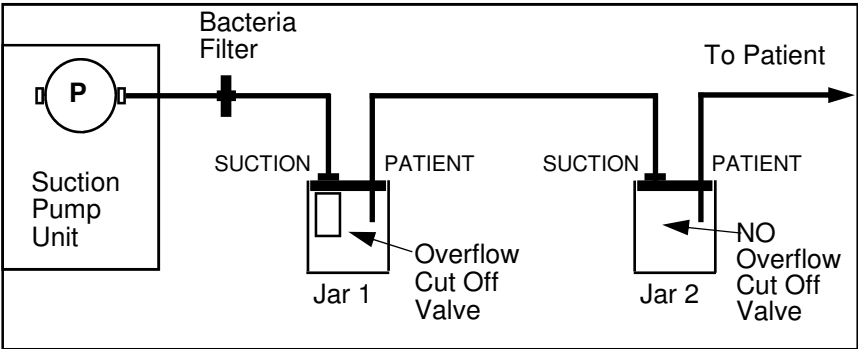 Bacteria
Filter
To Patient
P
SUCTION
PATIENT
SUCTION
PATIENT
Suction
Pump
Unit
Overflow
Cut Off
Valve
NO
Overflow
Cut Off
Valve
Jar 1
Jar 2